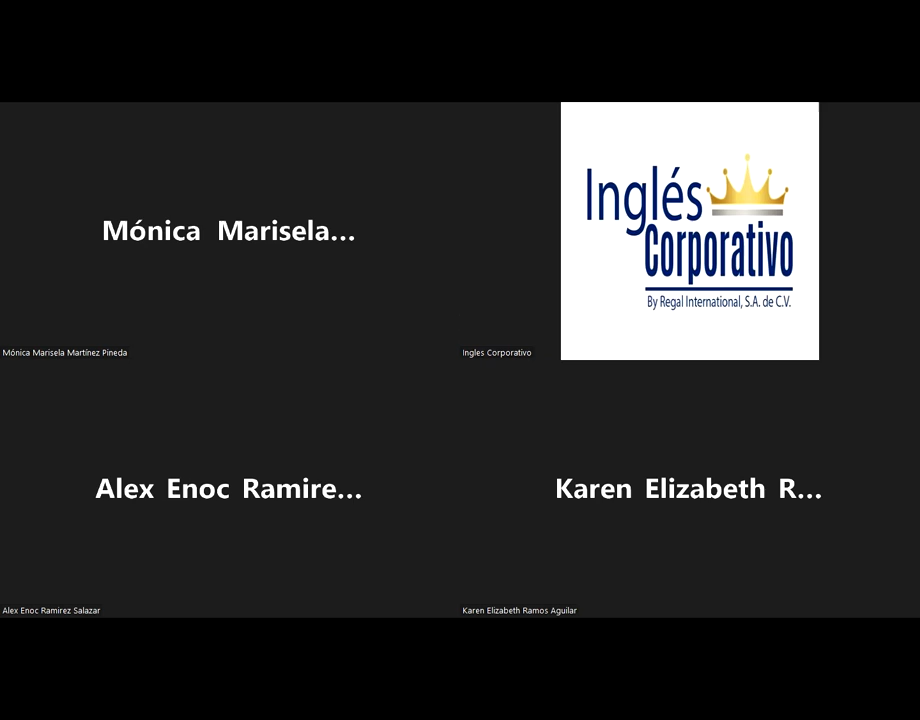 Mónica Marisela...
Mónica Marisela Martínez Pineda
Inglés
Corporativo
By Regal International, S.A. de C.V.
Ingles Corporativo
Alex Enoc Ramire...
Alex Enoc Ramirez Salazar
Karen Elizabeth R...
Karen Elizabeth Ramos Aguilar